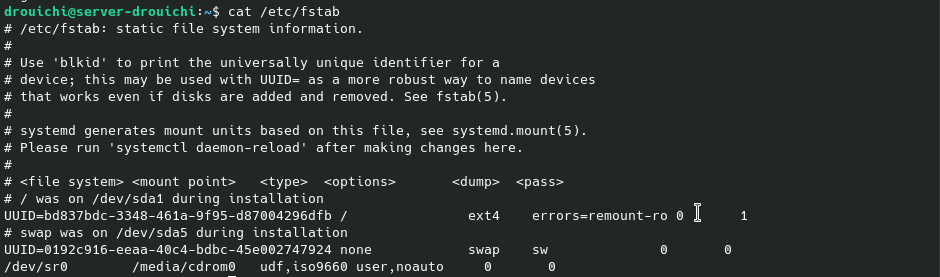 drouichi@server-drouichi:~$ cat /etc/fstab
# /etc/fstab: static file system information.
#
# Use 'blkid' to print the universally unique identifier for a
# device; this may be used with UUID= as a more robust way to name devices
# that works even if disks are added and removed. See fstab(5).
#
# systemd generates mount units based on this file, see systemd.mount(5).
# Please run 'systemctl daemon-reload' after making changes here.
#
# <file system> <mount point>   <type>  <options>       <dump>  <pass>
# / was on /dev/sda1 during installation
UUID=bd837bdc-3348-461a-9f95-d87004296dfb /               ext4    errors=remount-ro 0       1
# swap was on /dev/sda5 during installation
UUID=0192c916-eeaa-40c4-bdbc-45e002747924 none            swap    sw              0       0
/dev/sr0        /media/cdrom0   udf,iso9660 user,noauto     0       0